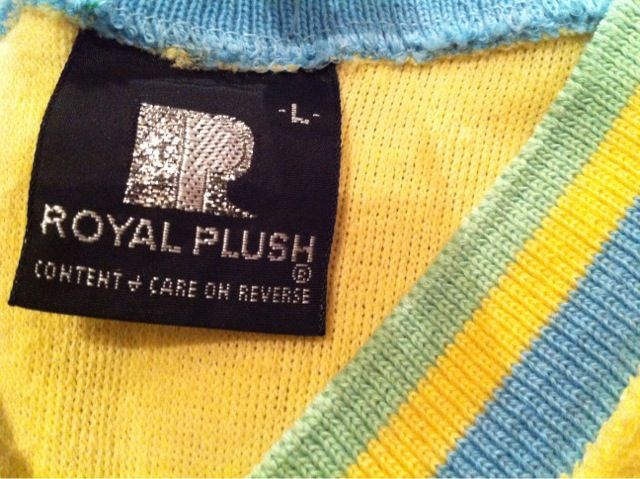 -L-
R
ROYAL PLUSH
®
CONTENT & CARE ON REVERSE